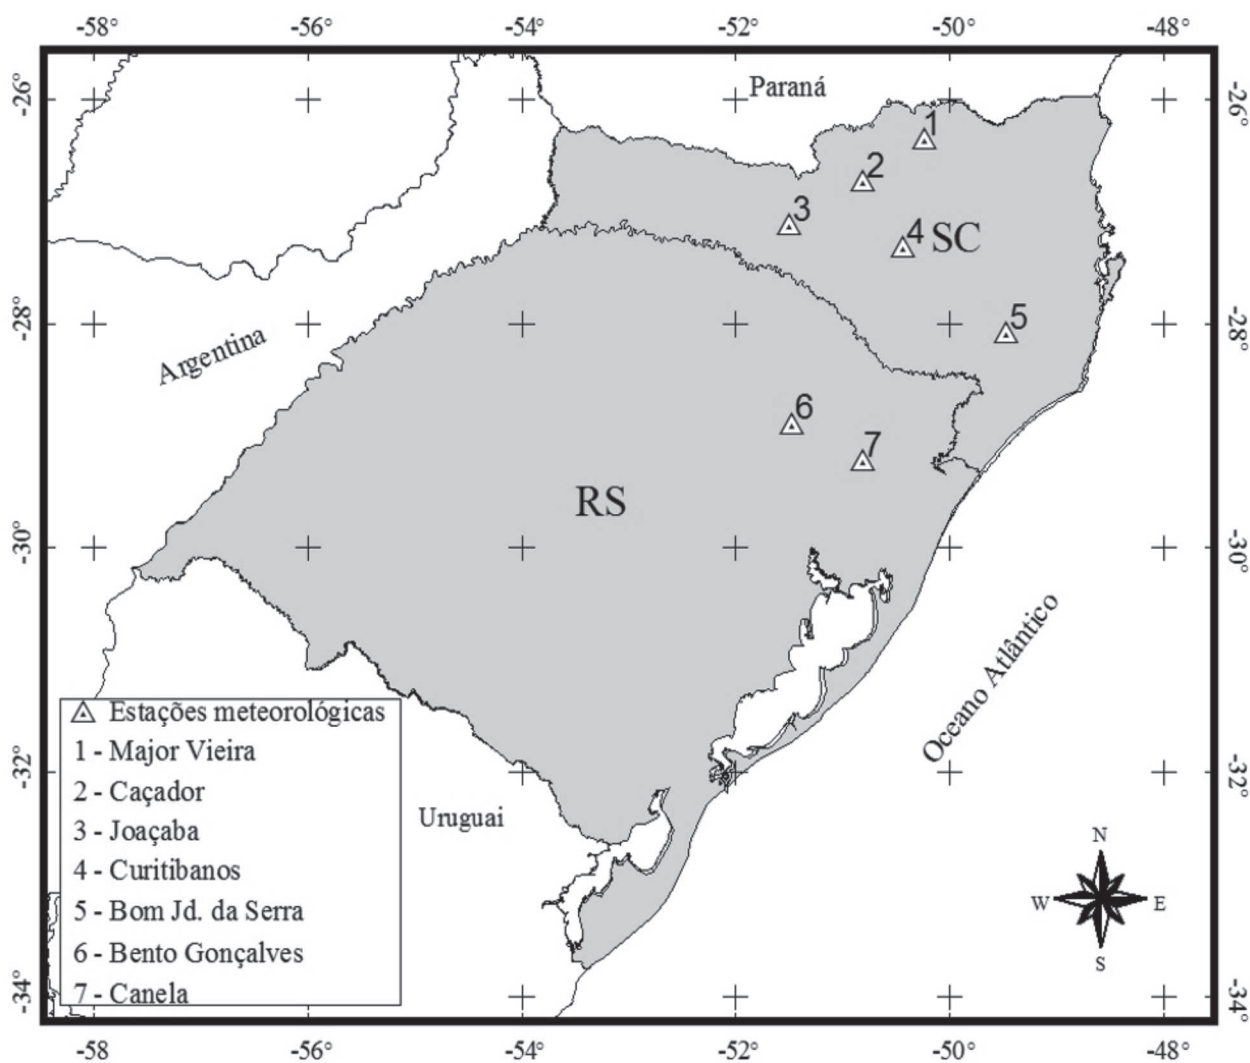 -58° -56° -54° -52° -50° -48°
-26° Paraná -26°
1
2
3
4 SC
-28° 5 -28°
Argentina
6
7
RS
-30° -30°
Oceano Atlântico
Estações meteorológicas
1 - Major Vieira
2 - Caçador
3 - Joaçaba
4 - Curitibanos
5 - Bom Jd. da Serra
6 - Bento Gonçalves
7 - Canela
-32° -32°
Uruguai
N
W E
S
-34° -34°
-58 -56° -54° -52° -50° -48°